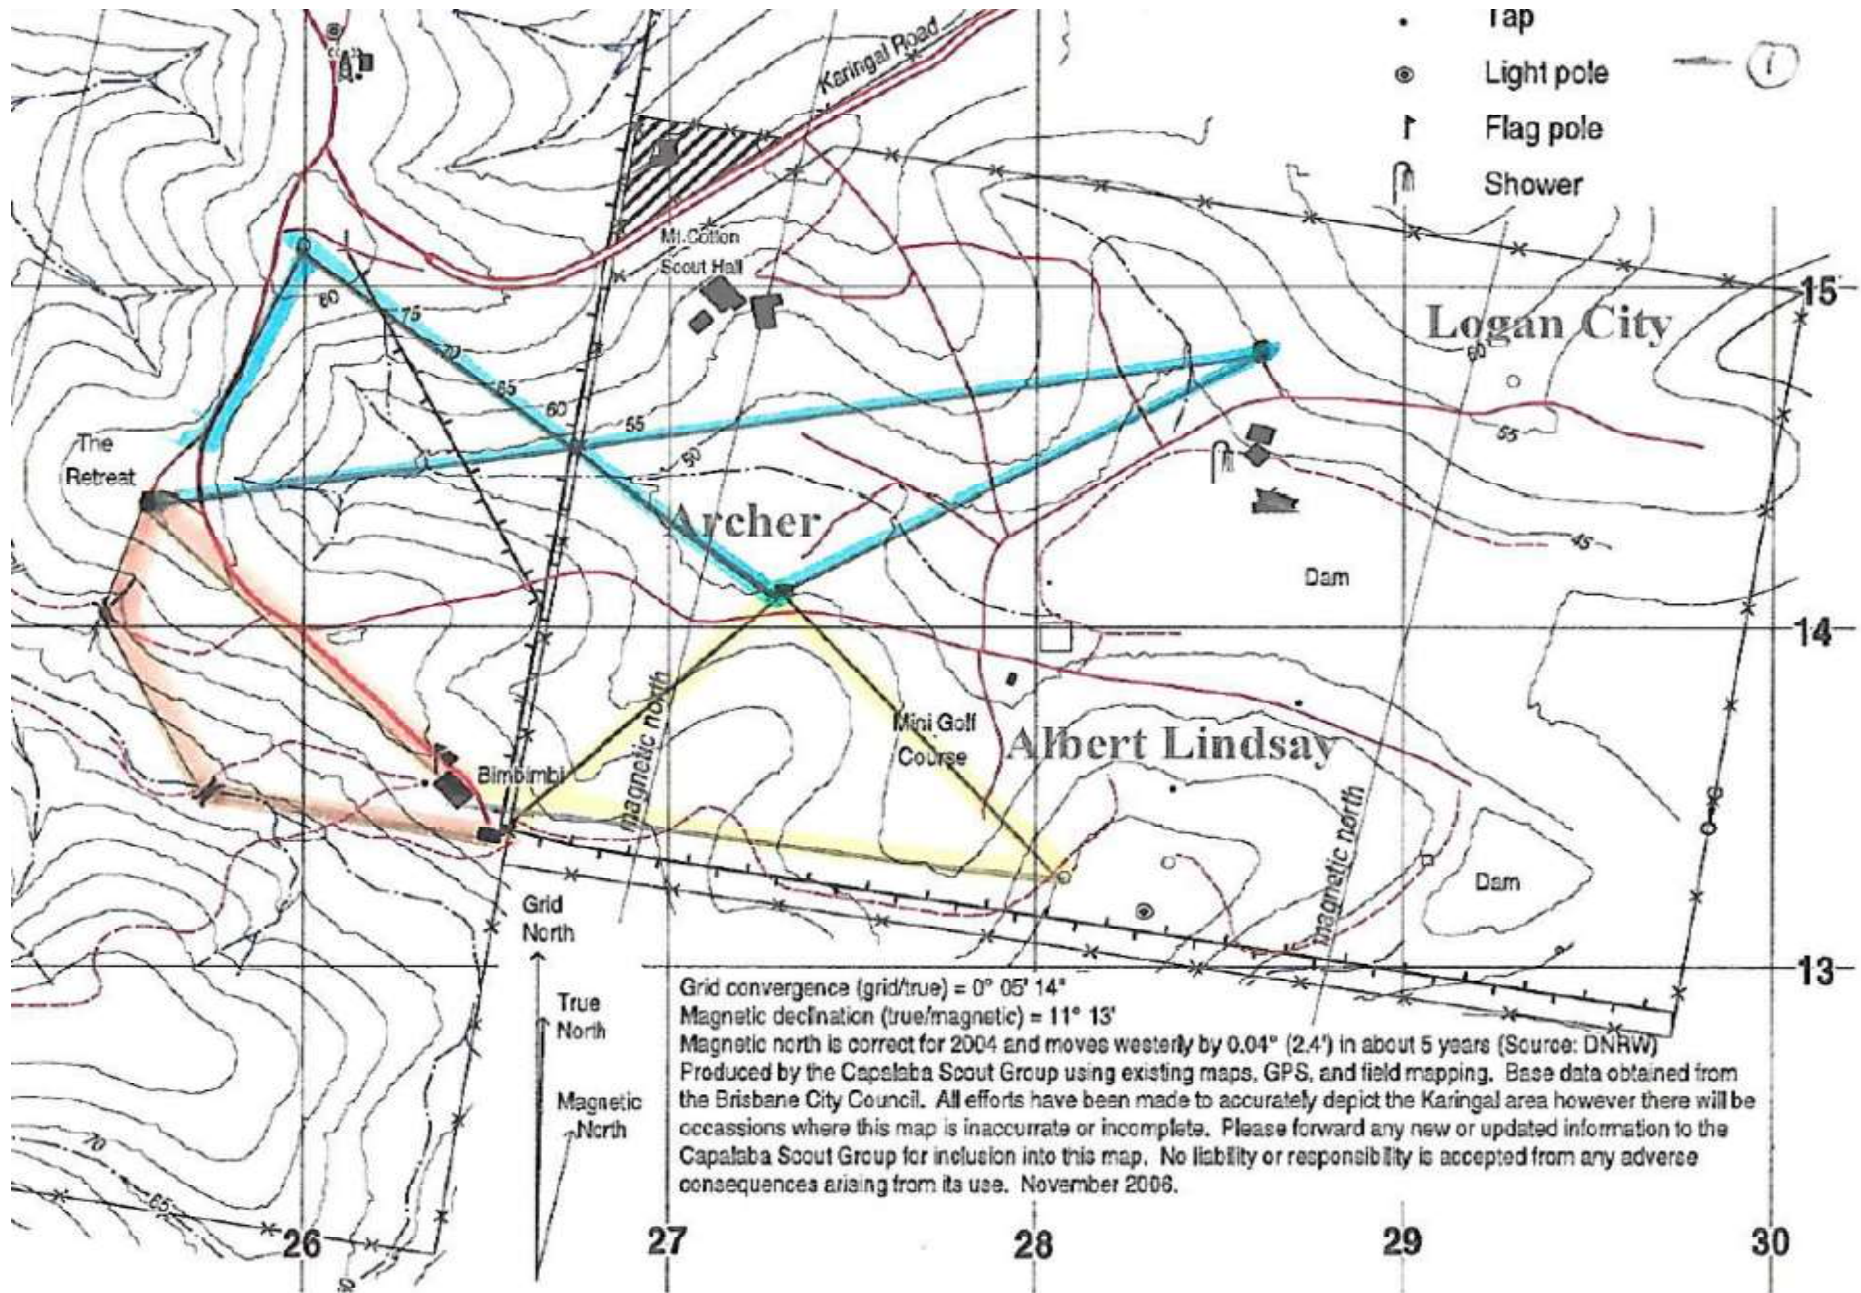 Tap
Light pole
1
Flag pole
Shower
Karingal Road
Mt.Cotton
Scout Hall
15
Logan City
60
75
70
65
60
55
50
60
55
45
The
Retreat
Archer
Dam
14
magnetic north
Mini Golf
Course
Albert Lindsay
Bimbimbi
magnetic north
Dam
Grid
North
13
True
North
Magnetic
North
Grid convergence (grid/true) = 0° 05' 14"
Magnetic declination (true/magnetic) = 11° 13'
Magnetic north is correct for 2004 and moves westerly by 0.04° (2.4') in about 5 years (Source: DNRW)
Produced by the Capalaba Scout Group using existing maps, GPS, and field mapping. Base data obtained from
the Brisbane City Council. All efforts have been made to accurately depict the Karingal area however there will be
occassions where this map is inaccurrate or incomplete. Please forward any new or updated information to the
Capalaba Scout Group for inclusion into this map. No liability or responsibility is accepted from any adverse
consequences arising from its use. November 2006.
70
65
26
27
28
29
30